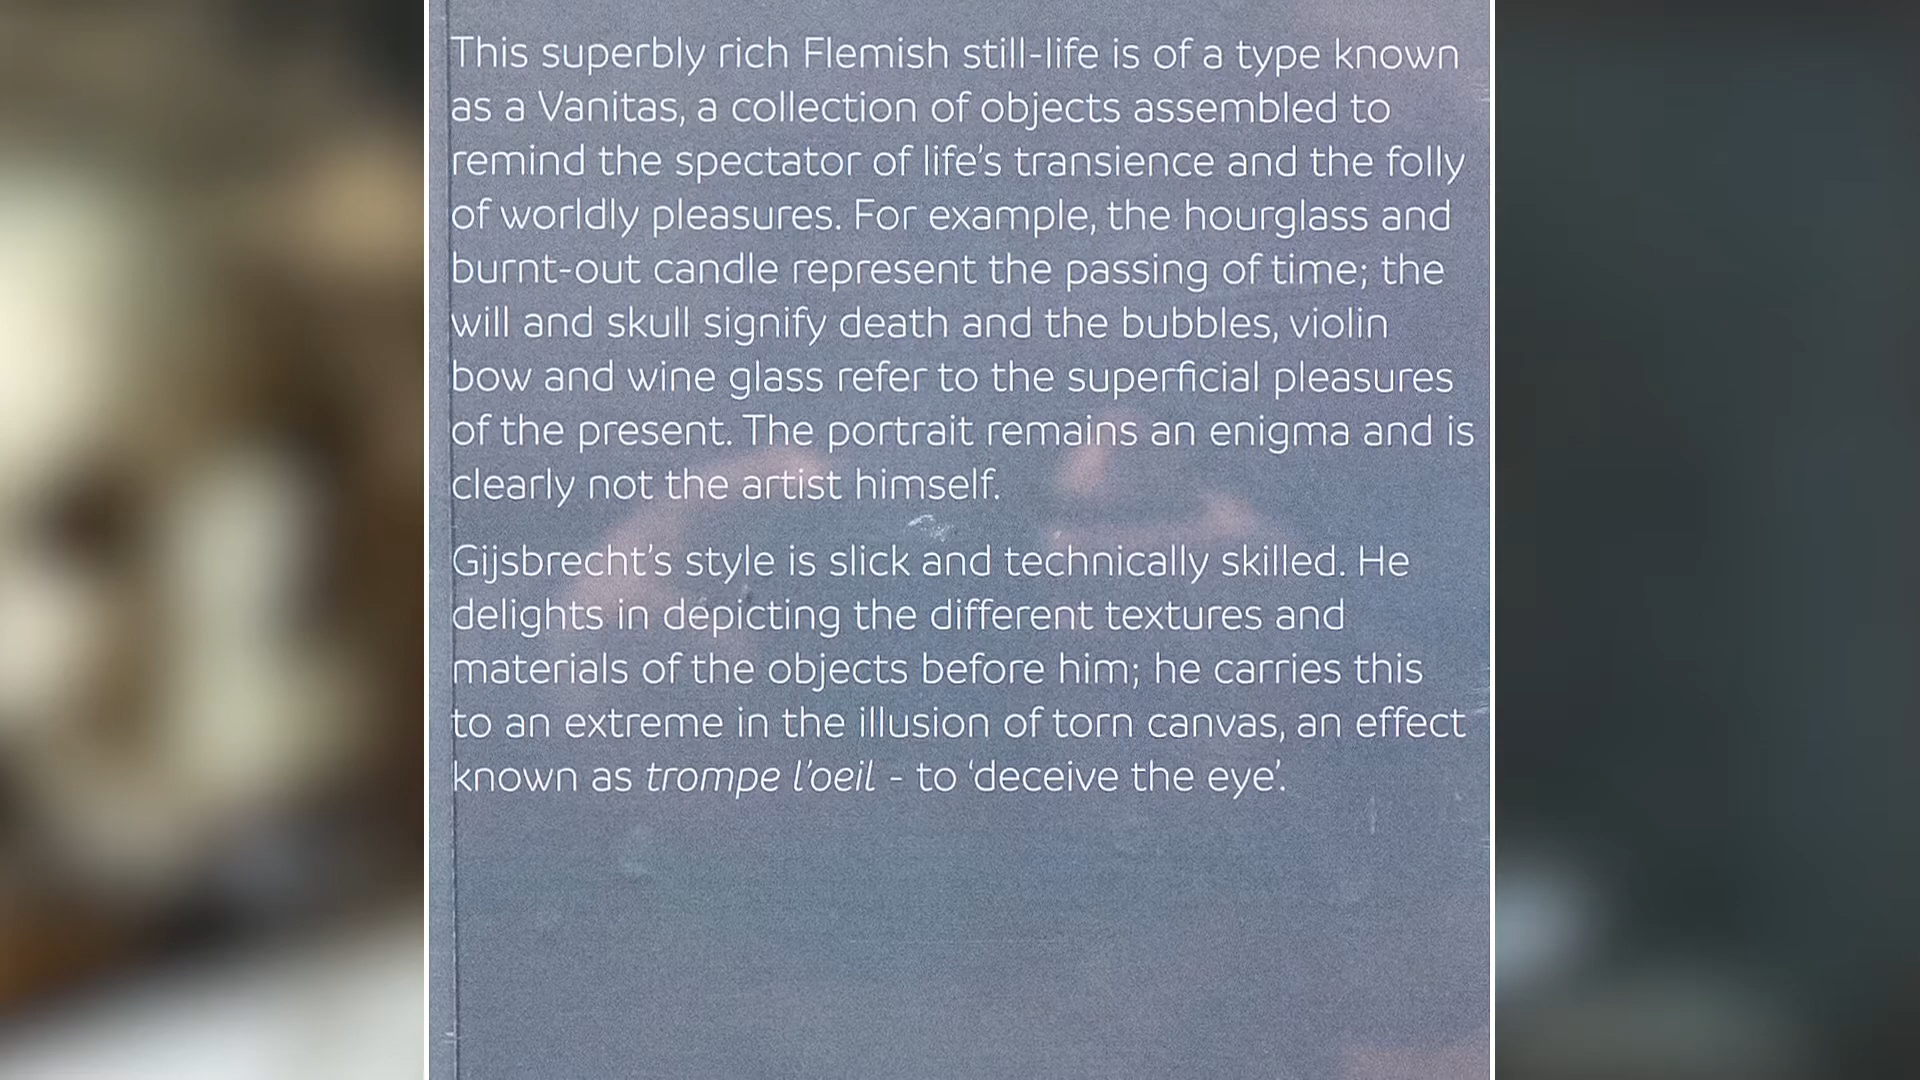 This superbly rich Flemish still-life is of a type known
as a Vanitas, a collection of objects assembled to
remind the spectator of life's transience and the folly
of worldly pleasures. For example, the hourglass and
burnt-out candle represent the passing of time; the
will and skull signify death and the bubbles, violin
bow and wine glass refer to the superficial pleasures
of the present. The portrait remains an enigma and is
clearly not the artist himself.
Gijsbrecht's style is slick and technically skilled. He
delights in depicting the different textures and
materials of the objects before him; he carries this
to an extreme in the illusion of torn canvas, an effect
known as trompe l'oeil - to ‘deceive the eye’.